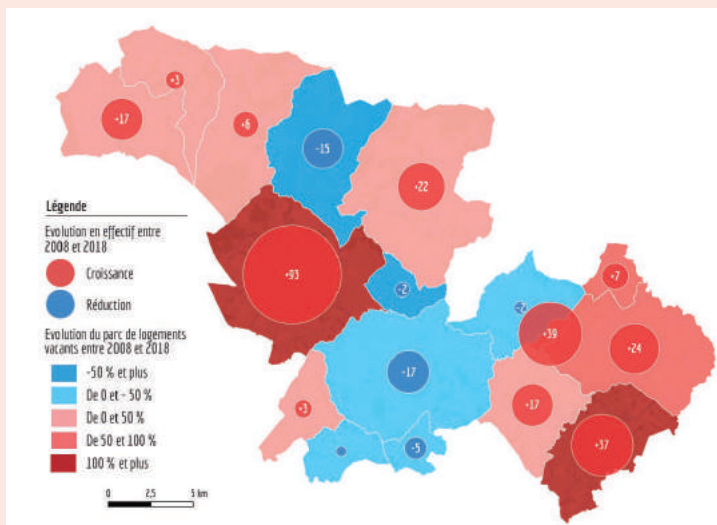 +3
+17
+6
-15
+22
Légende
Evolution en effectif entre
2008 et 2018
Croissance
Réduction
Evolution du parc de logements
vacants entre 2008 et 2018
-50 % et plus
De 0 et - 50 %
De 0 et 50 %
De 50 et 100 %
100 % et plus
0 2,5 5 km
+93
-2
-2
+7
+39
+24
-17
+3
+17
-5
+37